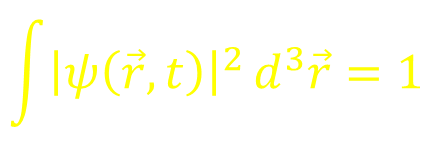 ∫|ψ(r⃗,t)|² d³r⃗ = 1